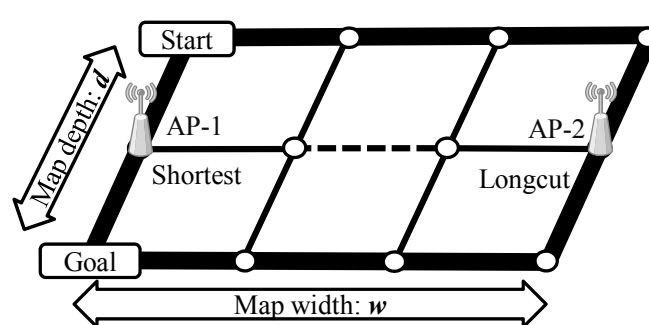 Start
Map depth: d
AP-1
AP-2
Shortest
Longcut
Goal
Map width: w